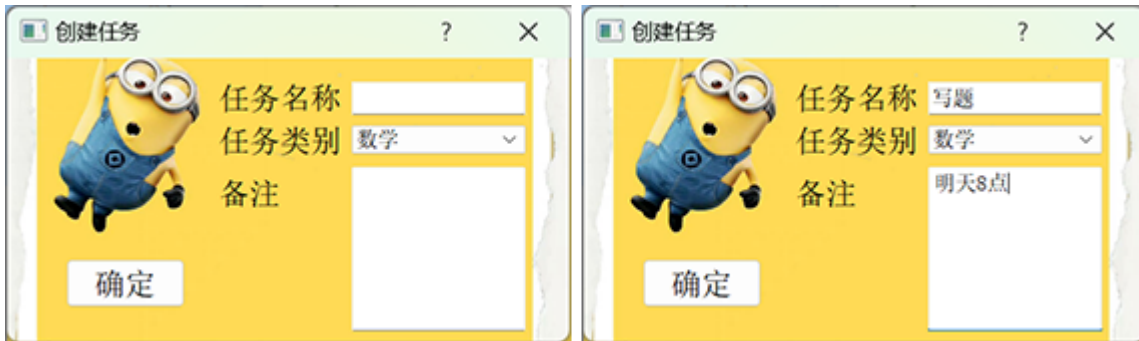 创建任务
任务名称
任务类别 数学
备注
确定
创建任务
任务名称 写题
任务类别 数学
备注 明天8点
确定